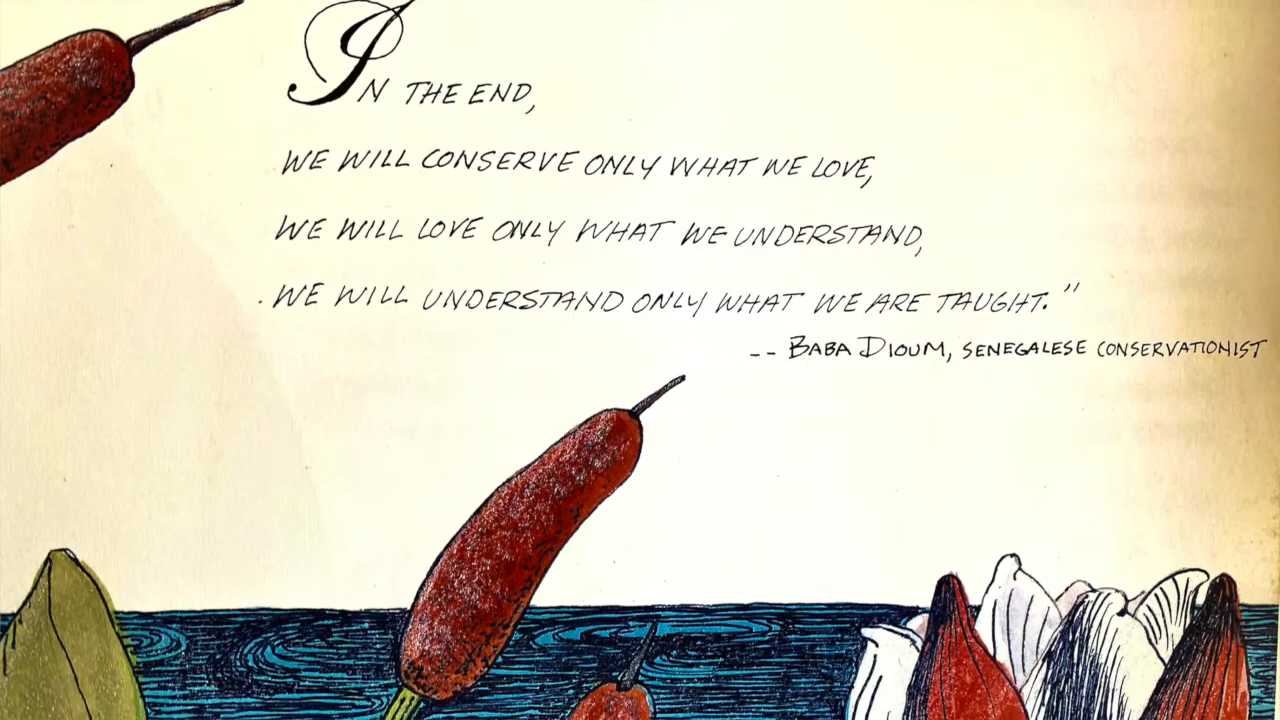 IN THE END,
WE WILL CONSERVE ONLY WHAT WE LOVE,
WE WILL LOVE ONLY WHAT WE UNDERSTAND,
WE WILL UNDERSTAND ONLY WHAT WE ARE TAUGHT."
-- BABA DIOUM, SENEGALESE CONSERVATIONIST